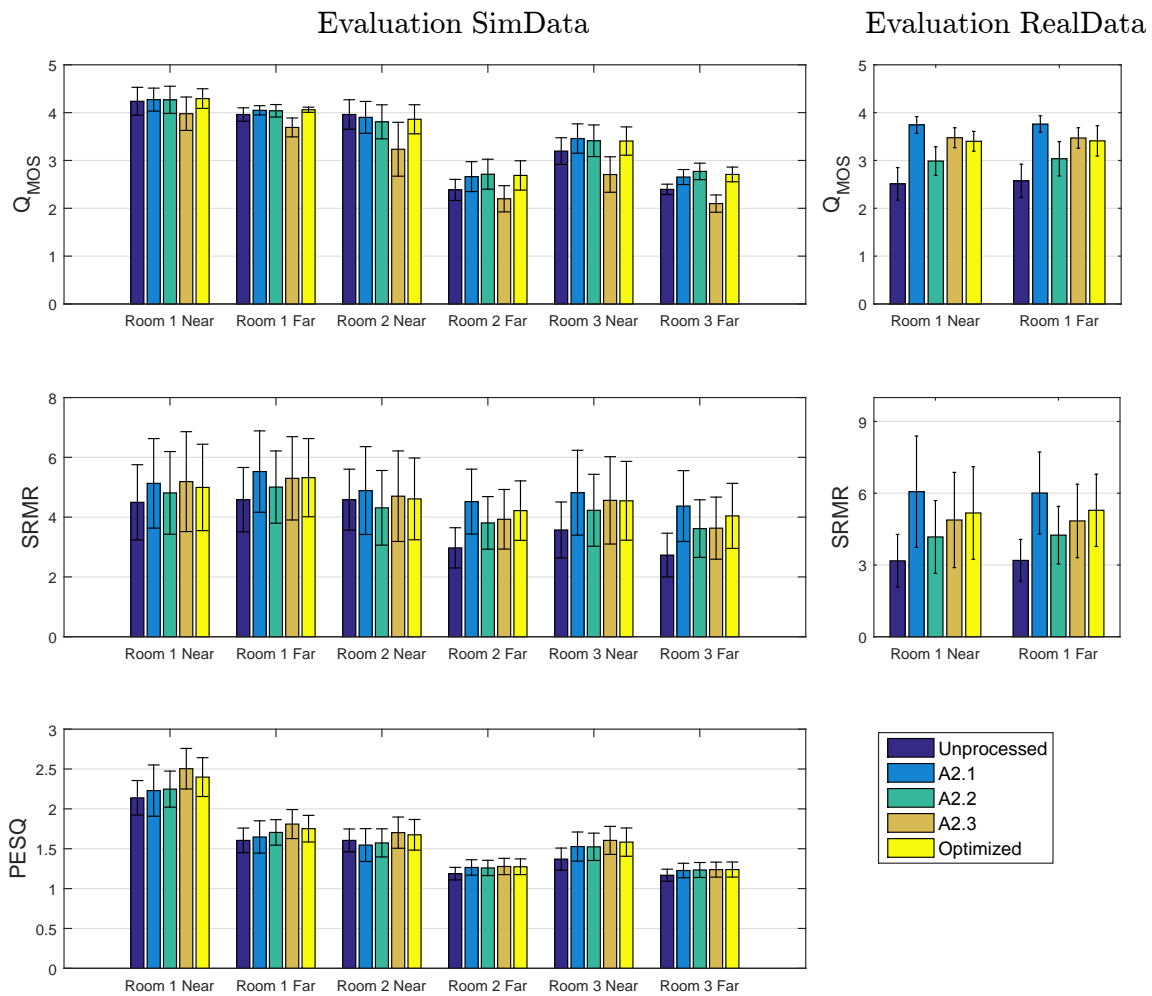 Evaluation SimData
Evaluation RealData
5
4
3
2
1
0
Q_MOS
Room 1 Near Room 1 Far Room 2 Near Room 2 Far Room 3 Near Room 3 Far
5
4
3
2
1
0
Q_MOS
Room 1 Near Room 1 Far
8
6
4
2
0
SRMR
Room 1 Near Room 1 Far Room 2 Near Room 2 Far Room 3 Near Room 3 Far
9
6
3
0
SRMR
Room 1 Near Room 1 Far
3
2.5
2
1.5
1
0.5
0
PESQ
Room 1 Near Room 1 Far Room 2 Near Room 2 Far Room 3 Near Room 3 Far
Unprocessed
A2.1
A2.2
A2.3
Optimized